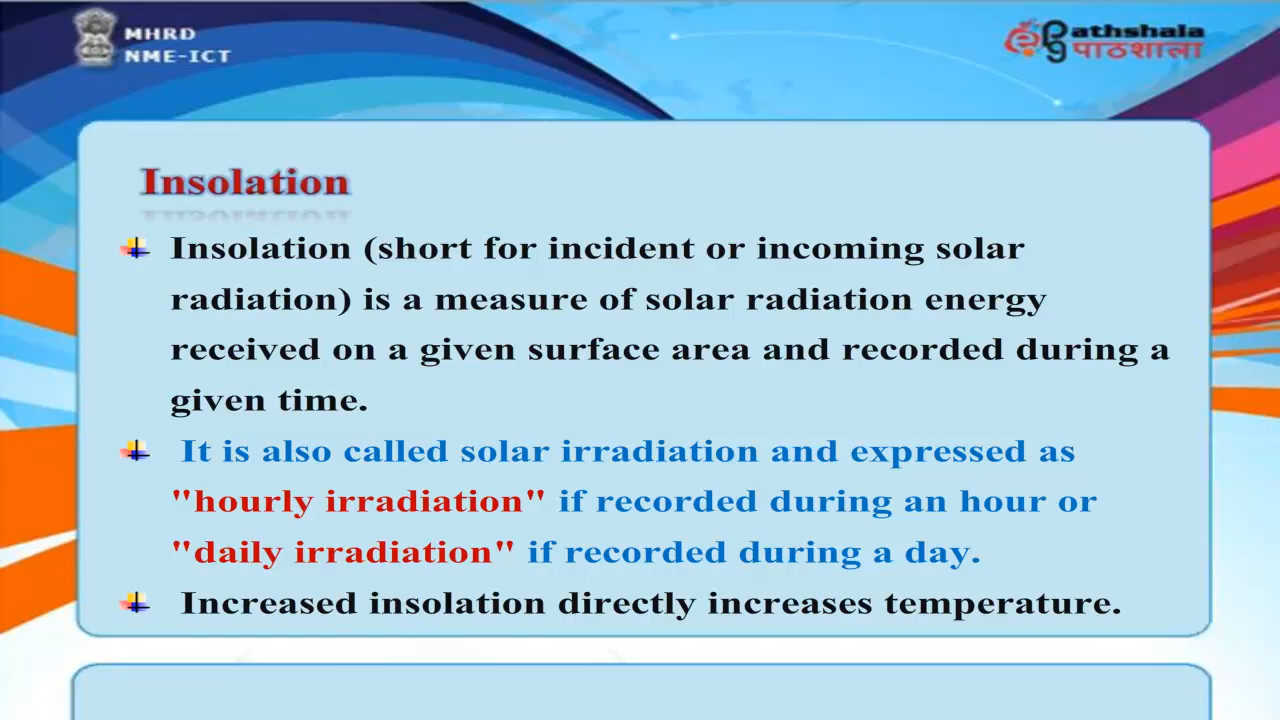 MHRD
NME-ICT
athshala
पाठशाला
Insolation
Insolation (short for incident or incoming solar
radiation) is a measure of solar radiation energy
received on a given surface area and recorded during a
given time.
It is also called solar irradiation and expressed as
"hourly irradiation" if recorded during an hour or
"daily irradiation" if recorded during a day.
Increased insolation directly increases temperature.